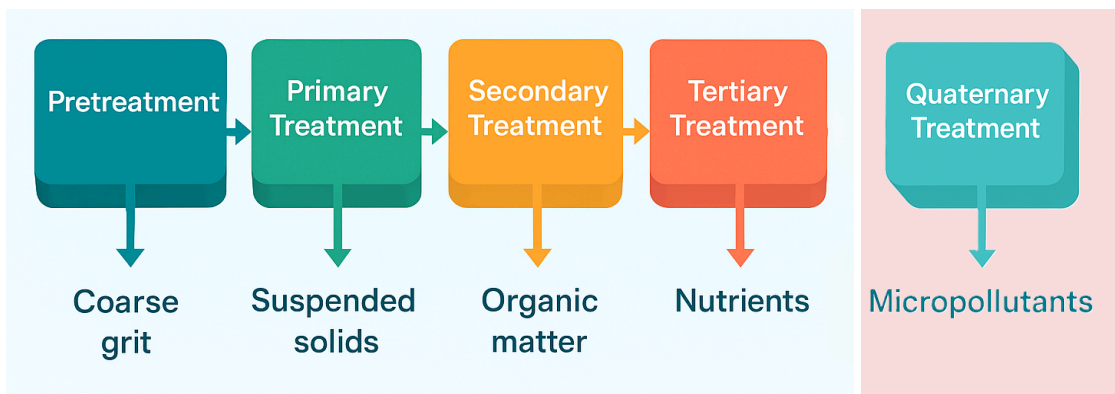 Pretreatment
Primary
Treatment
Secondary
Treatment
Tertiary
Treatment
Quaternary
Treatment
Coarse
grit
Suspended
solids
Organic
matter
Nutrients
Micropollutants